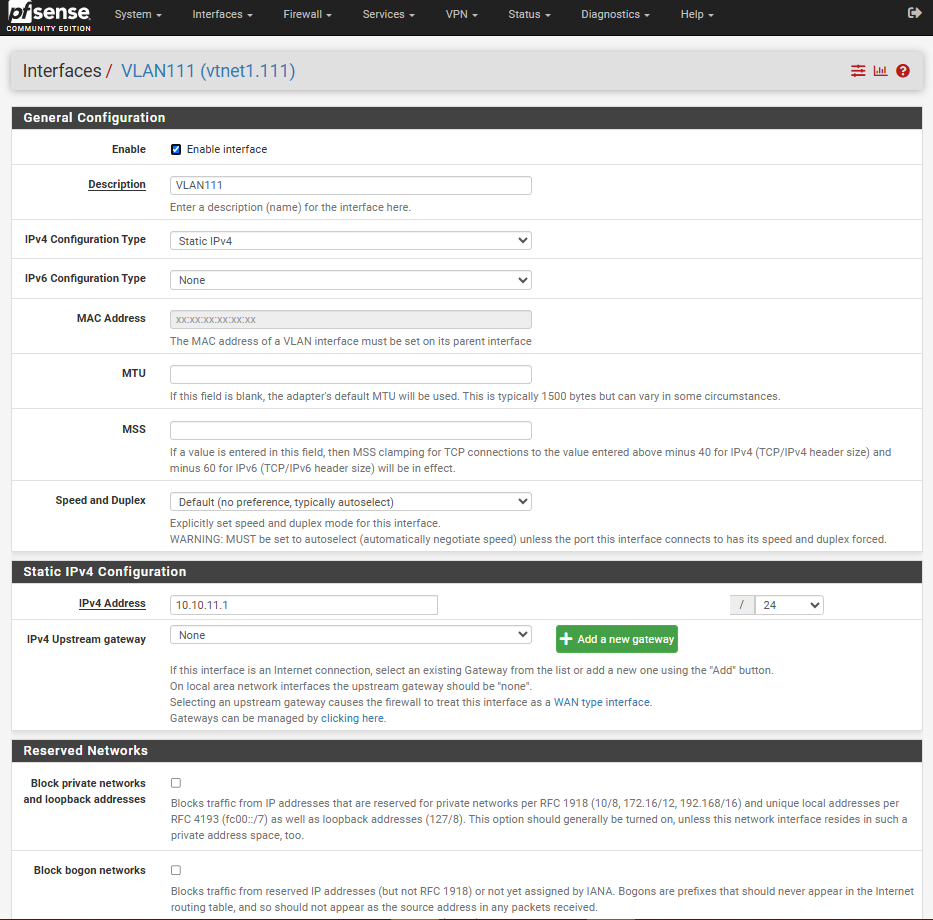 pfsense
COMMUNITY EDITION
System
Interfaces
Firewall
Services
VPN
Status
Diagnostics
Help
Interfaces / VLAN111 (vtnet1.111)
General Configuration
Enable
Enable interface
Description
VLAN111
Enter a description (name) for the interface here.
IPv4 Configuration Type
Static IPv4
IPv6 Configuration Type
None
MAC Address
xx:xx:xx:xx:xx:xx
The MAC address of a VLAN interface must be set on its parent interface
MTU
If this field is blank, the adapter's default MTU will be used. This is typically 1500 bytes but can vary in some circumstances.
MSS
If a value is entered in this field, then MSS clamping for TCP connections to the value entered above minus 40 for IPv4 (TCP/IPv4 header size) and
minus 60 for IPv6 (TCP/IPv6 header size) will be in effect.
Speed and Duplex
Default (no preference, typically autoselect)
Explicitly set speed and duplex mode for this interface.
WARNING: MUST be set to autoselect (automatically negotiate speed) unless the port this interface connects to has its speed and duplex forced.
Static IPv4 Configuration
IPv4 Address
10.10.11.1
/ 24
IPv4 Upstream gateway
None
+ Add a new gateway
If this interface is an Internet connection, select an existing Gateway from the list or add a new one using the "Add" button.
On local area network interfaces the upstream gateway should be "none".
Selecting an upstream gateway causes the firewall to treat this interface as a WAN type interface.
Gateways can be managed by clicking here.
Reserved Networks
Block private networks
and loopback addresses
Blocks traffic from IP addresses that are reserved for private networks per RFC 1918 (10/8, 172.16/12, 192.168/16) and unique local addresses per
RFC 4193 (fc00::/7) as well as loopback addresses (127/8). This option should generally be turned on, unless this network interface resides in such a
private address space, too.
Block bogon networks
Blocks traffic from reserved IP addresses (but not RFC 1918) or not yet assigned by IANA. Bogons are prefixes that should never appear in the Internet
routing table, and so should not appear as the source address in any packets received.